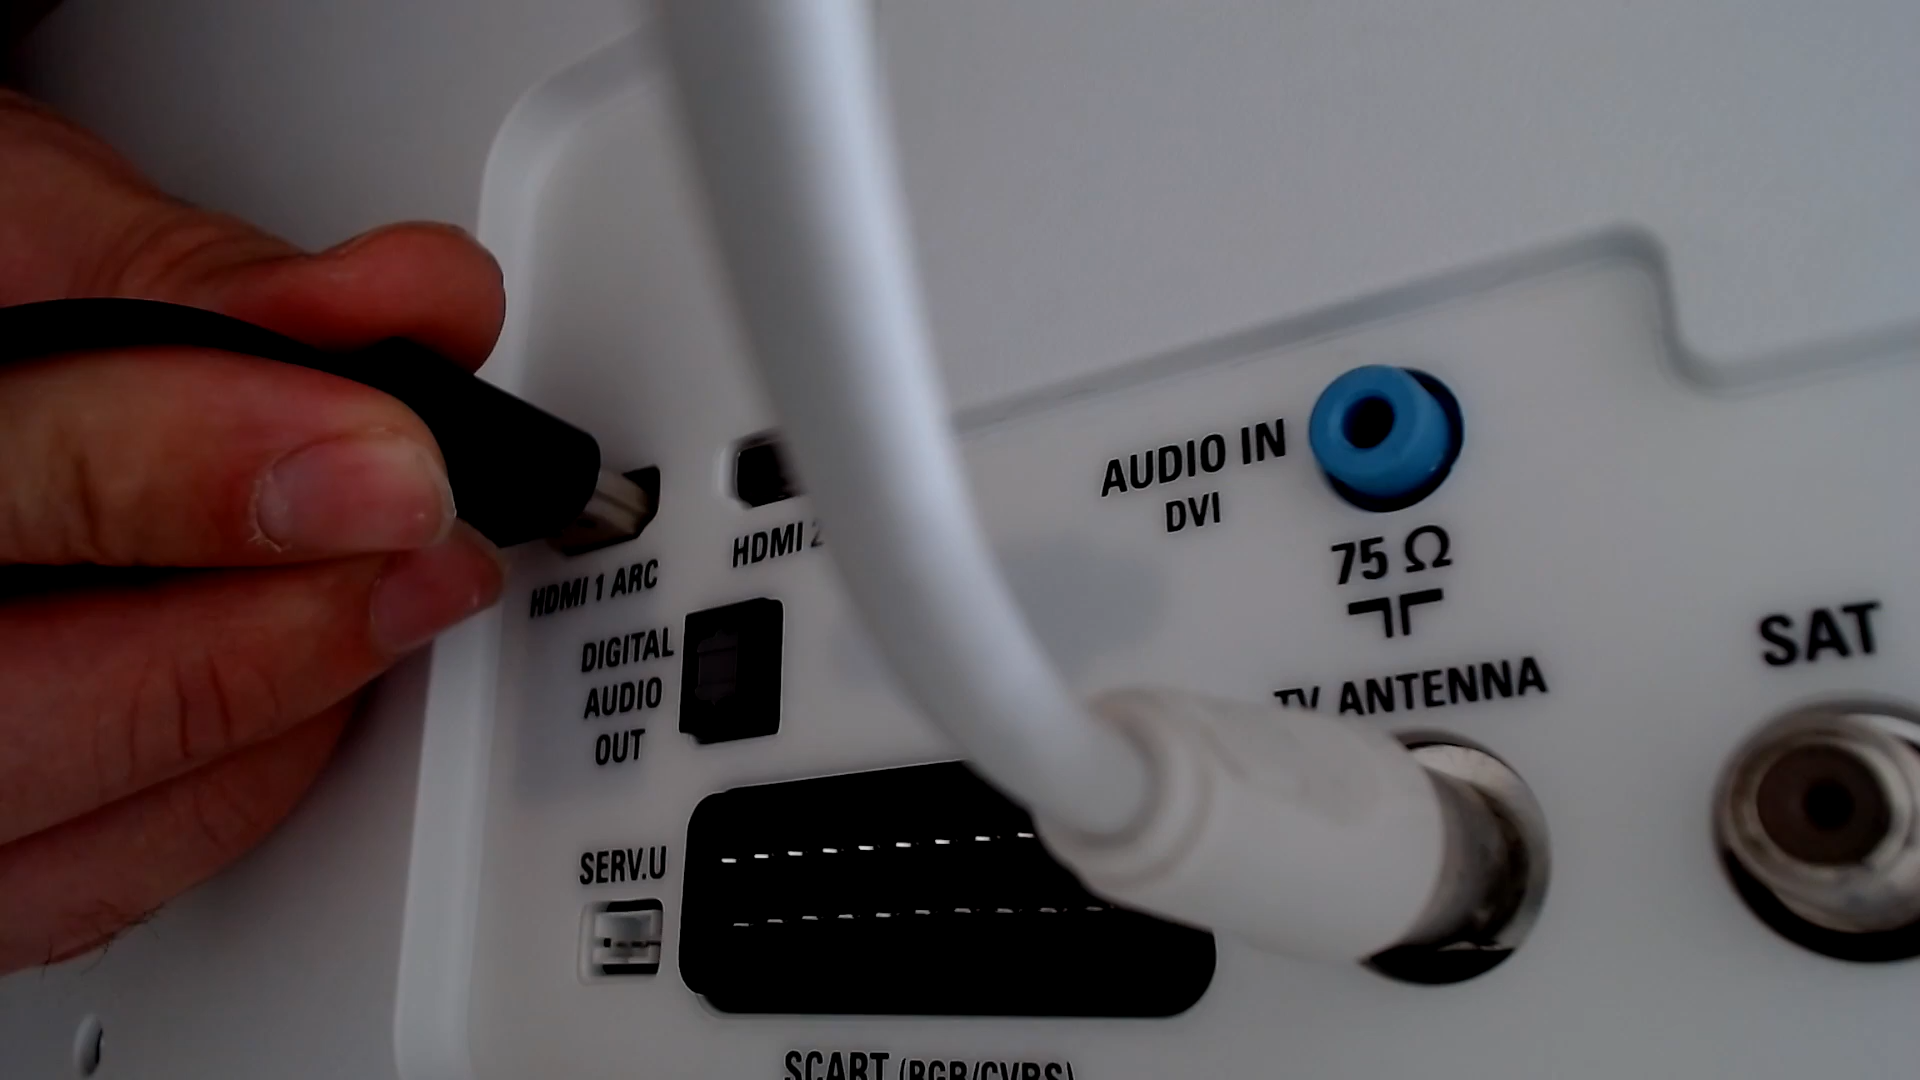 AUDIO IN
DVI
HDMI 2
75 Ω
HDMI 1 ARC
DIGITAL
AUDIO
OUT
TV ANTENNA
SAT
SERV.U
SCART (RGB/CVBS)